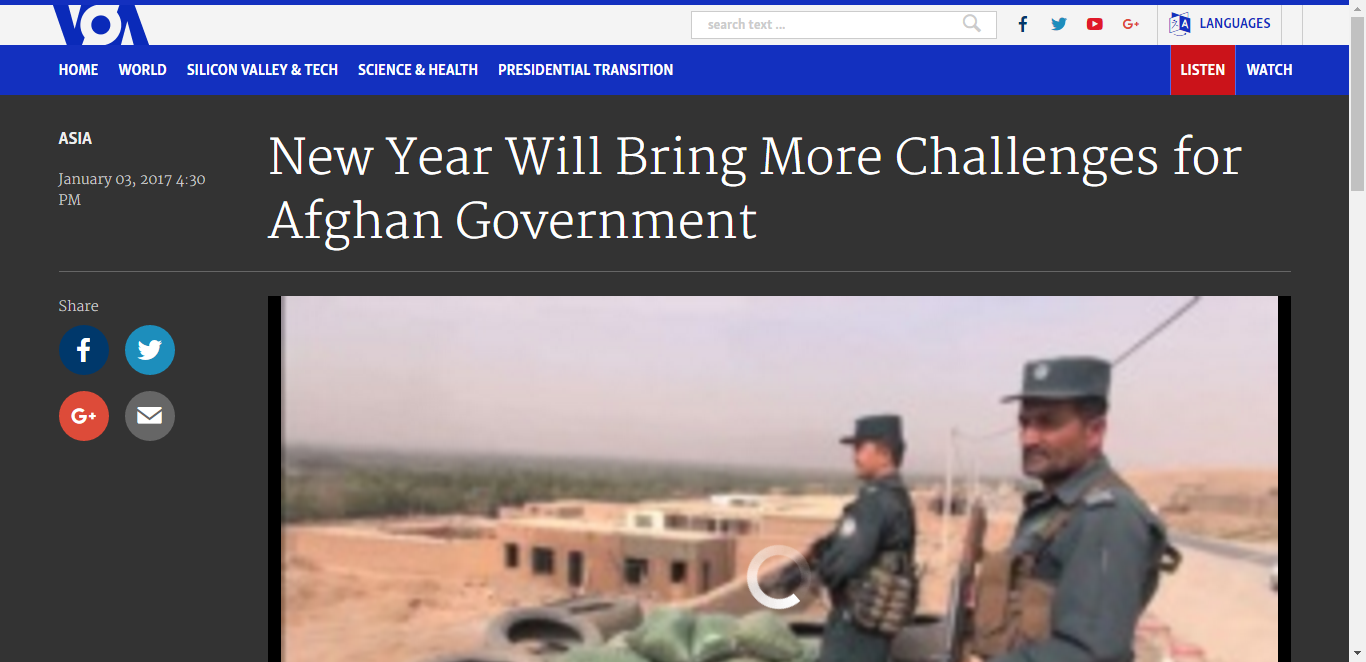 VOA
search text ...
G+
LANGUAGES
HOME WORLD SILICON VALLEY & TECH SCIENCE & HEALTH PRESIDENTIAL TRANSITION LISTEN WATCH
ASIA
January 03, 2017 4:30
PM
New Year Will Bring More Challenges for
Afghan Government
Share
G+